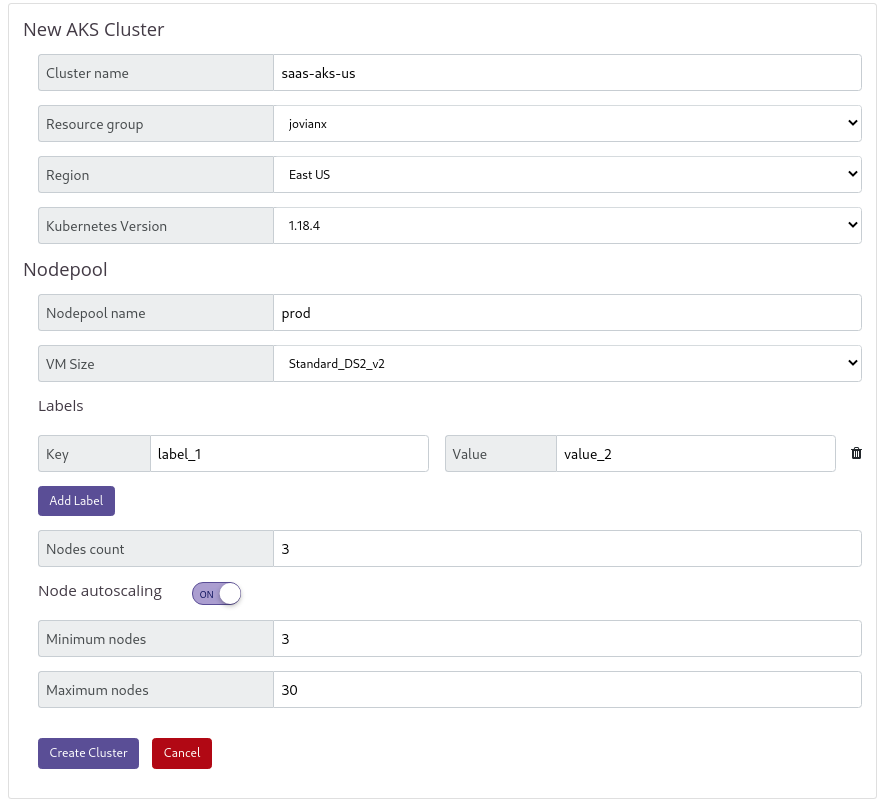 New AKS Cluster
Cluster name saas-aks-us
Resource group jovianx
Region East US
Kubernetes Version 1.18.4
Nodepool
Nodepool name prod
VM Size Standard_DS2_v2
Labels
Key label_1 Value value_2
Add Label
Nodes count 3
Node autoscaling ON
Minimum nodes 3
Maximum nodes 30
Create Cluster Cancel